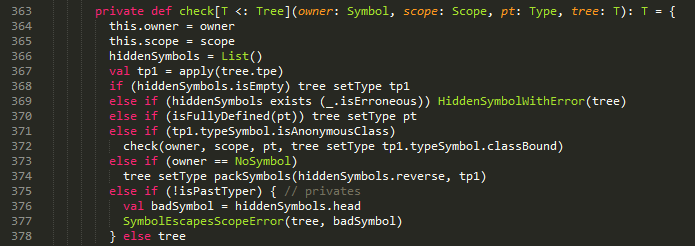 363 private def check[T <: Tree](owner: Symbol, scope: Scope, pt: Type, tree: T): T = {
364 this.owner = owner
365 this.scope = scope
366 hiddenSymbols = List()
367 val tp1 = apply(tree.tpe)
368 if (hiddenSymbols.isEmpty) tree setType tp1
369 else if (hiddenSymbols exists (_.isErroneous)) HiddenSymbolWithError(tree)
370 else if (isFullyDefined(pt)) tree setType pt
371 else if (tp1.typeSymbol.isAnonymousClass)
372 check(owner, scope, pt, tree setType tp1.typeSymbol.classBound)
373 else if (owner == NoSymbol)
374 tree setType packSymbols(hiddenSymbols.reverse, tp1)
375 else if (!isPastTyper) { // privates
376 val badSymbol = hiddenSymbols.head
377 SymbolEscapesScopeError(tree, badSymbol)
378 } else tree